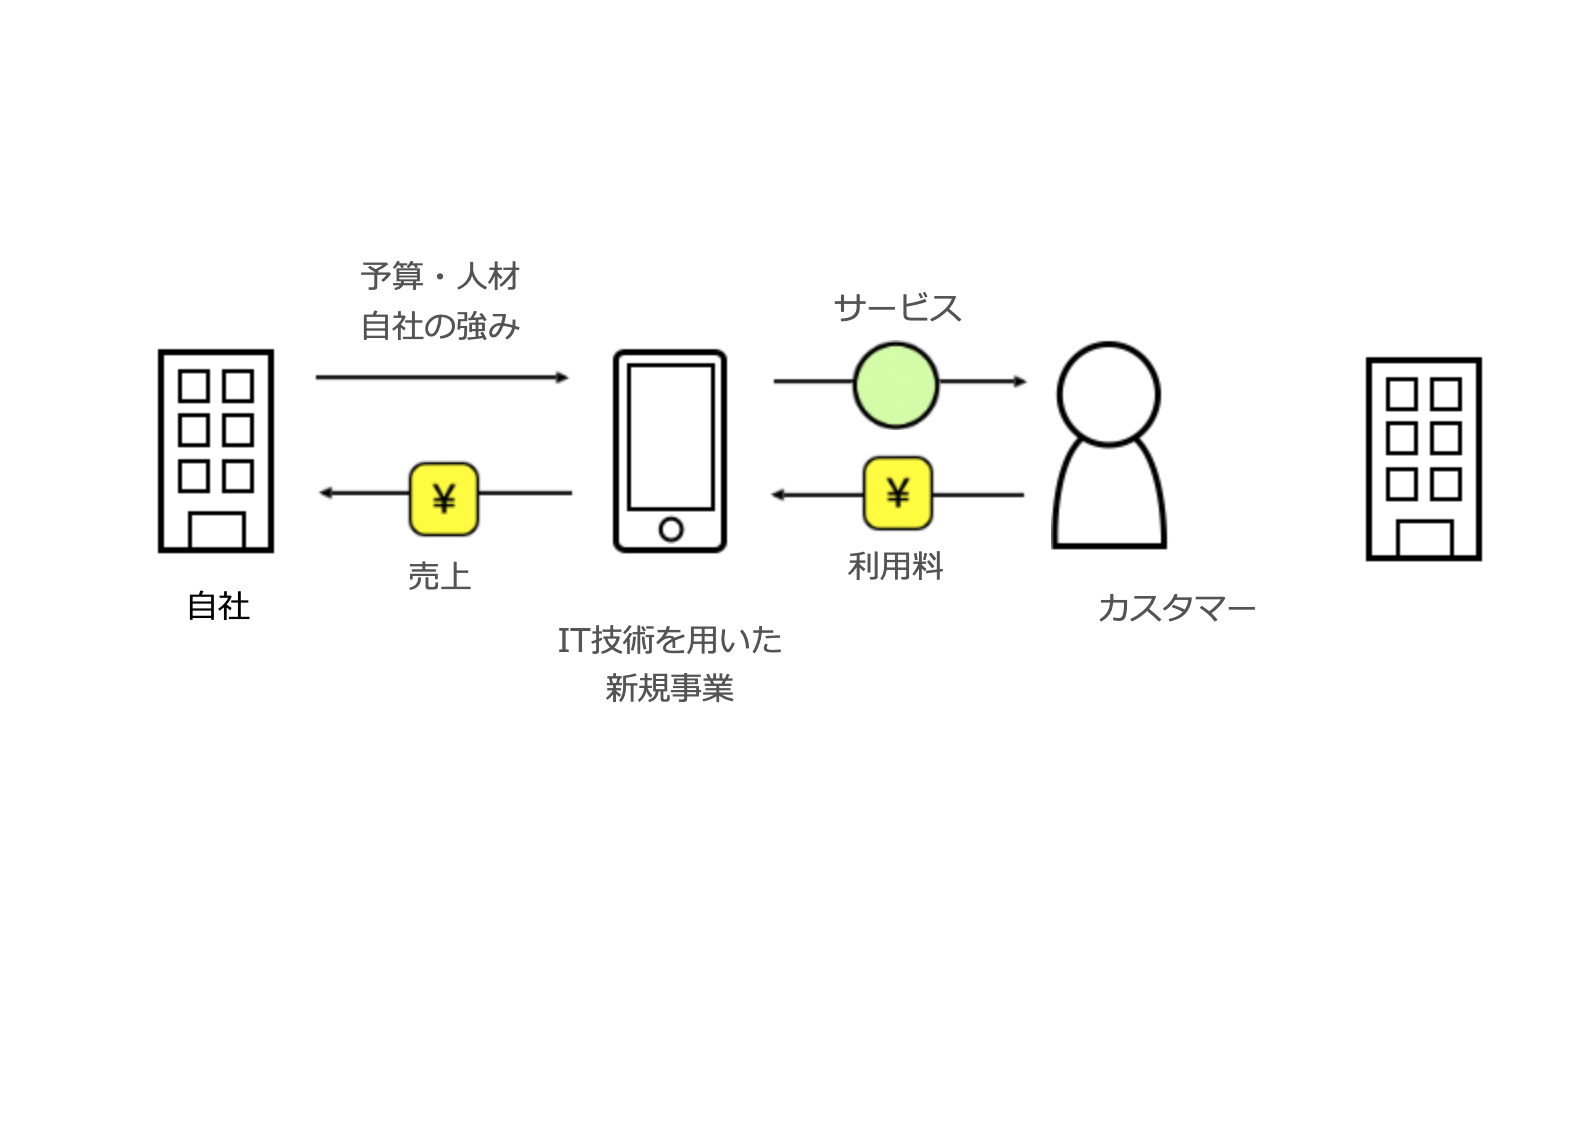 予算・人材
自社の強み
サービス
¥
¥
売上
利用料
自社
カスタマー
IT技術を用いた
新規事業